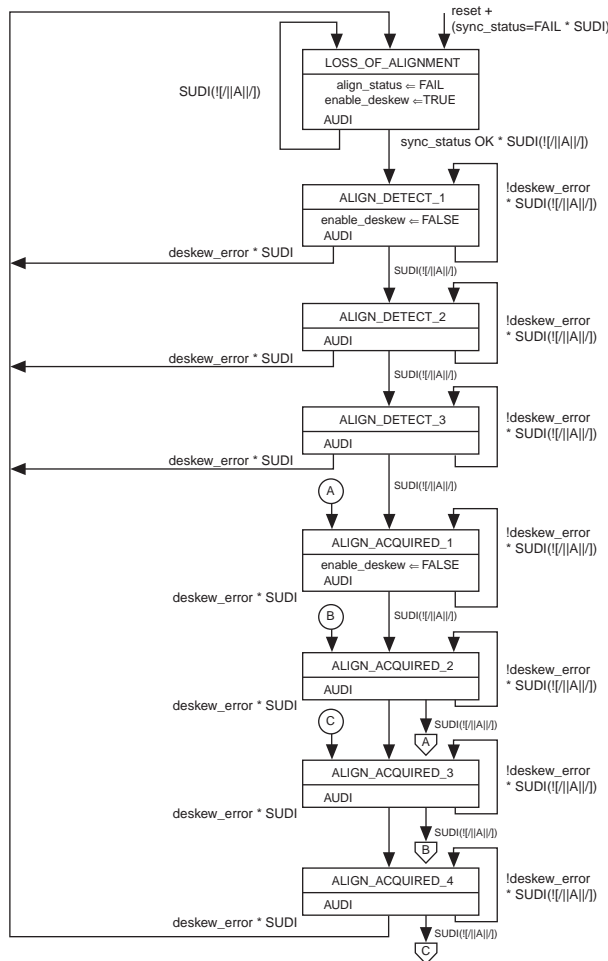 reset +
(sync_status=FAIL * SUDI)
LOSS_OF_ALIGNMENT
SUDI(![/||A||/])
align_status ⇐ FAIL
enable_deskew ⇐TRUE
AUDI
sync_status OK * SUDI(![/||A||/])
ALIGN_DETECT_1
!deskew_error
* SUDI(![/||A||/])
enable_deskew ⇐ FALSE
AUDI
deskew_error * SUDI
SUDI(![/||A||/])
ALIGN_DETECT_2
!deskew_error
* SUDI(![/||A||/])
AUDI
deskew_error * SUDI
SUDI(![/||A||/])
ALIGN_DETECT_3
!deskew_error
* SUDI(![/||A||/])
AUDI
deskew_error * SUDI
SUDI(![/||A||/])
A
ALIGN_ACQUIRED_1
!deskew_error
* SUDI(![/||A||/])
enable_deskew ⇐ FALSE
AUDI
deskew_error * SUDI
SUDI(![/||A||/])
B
ALIGN_ACQUIRED_2
!deskew_error
* SUDI(![/||A||/])
AUDI
deskew_error * SUDI
SUDI(![/||A||/])
A
C
ALIGN_ACQUIRED_3
!deskew_error
* SUDI(![/||A||/])
AUDI
deskew_error * SUDI
SUDI(![/||A||/])
B
ALIGN_ACQUIRED_4
!deskew_error
* SUDI(![/||A||/])
AUDI
deskew_error * SUDI
SUDI(![/||A||/])
C